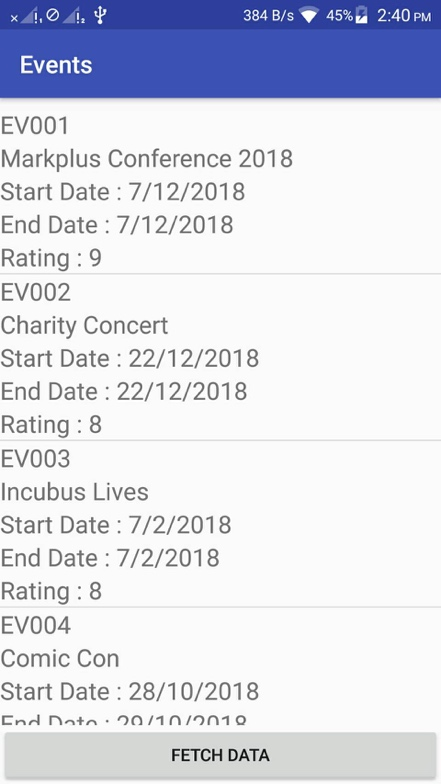 384 B/s 45% 2:40 PM
Events
EV001
Markplus Conference 2018
Start Date : 7/12/2018
End Date : 7/12/2018
Rating : 9
EV002
Charity Concert
Start Date : 22/12/2018
End Date : 22/12/2018
Rating : 8
EV003
Incubus Lives
Start Date : 7/2/2018
End Date : 7/2/2018
Rating : 8
EV004
Comic Con
Start Date : 28/10/2018
End Date : 29/10/2018
FETCH DATA